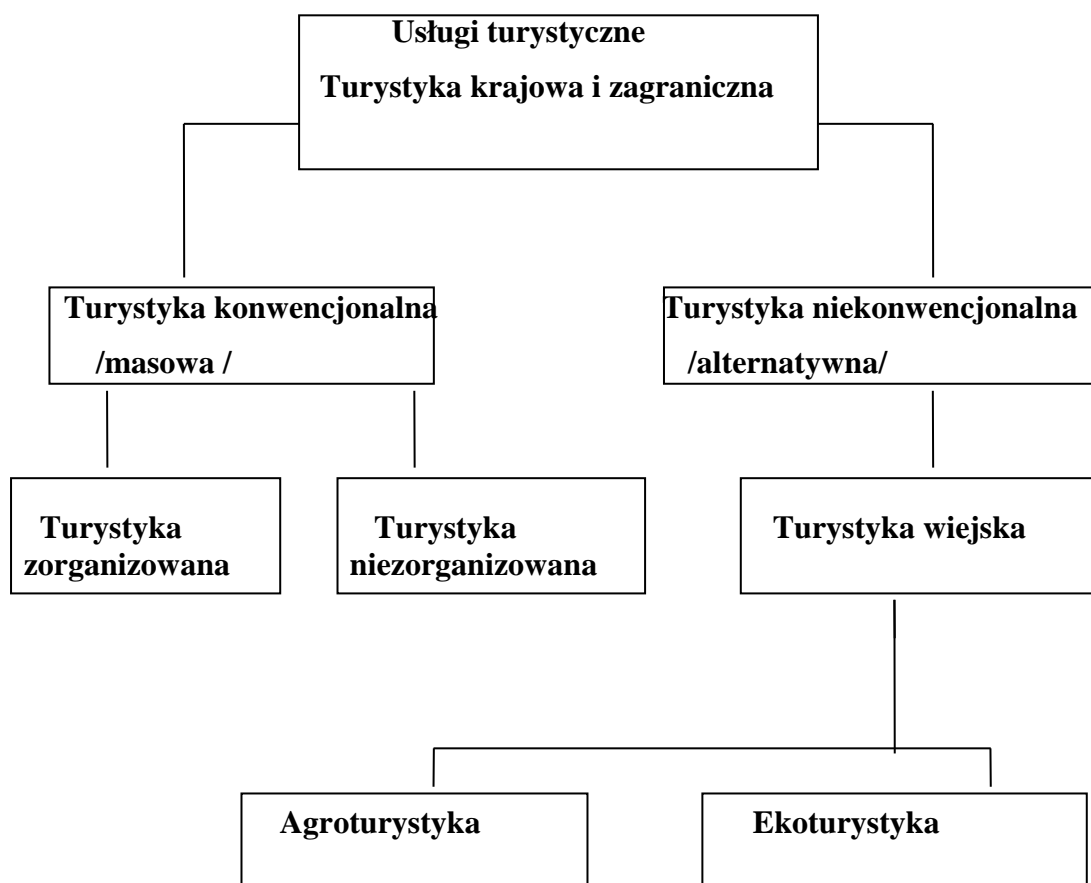 Usługi turystyczne
Turystyka krajowa i zagraniczna
Turystyka konwencjonalna
/masowa /
Turystyka niekonwencjonalna
/alternatywna/
Turystyka
zorganizowana
Turystyka
niezorganizowana
Turystyka wiejska
Agroturystyka
Ekoturystyka